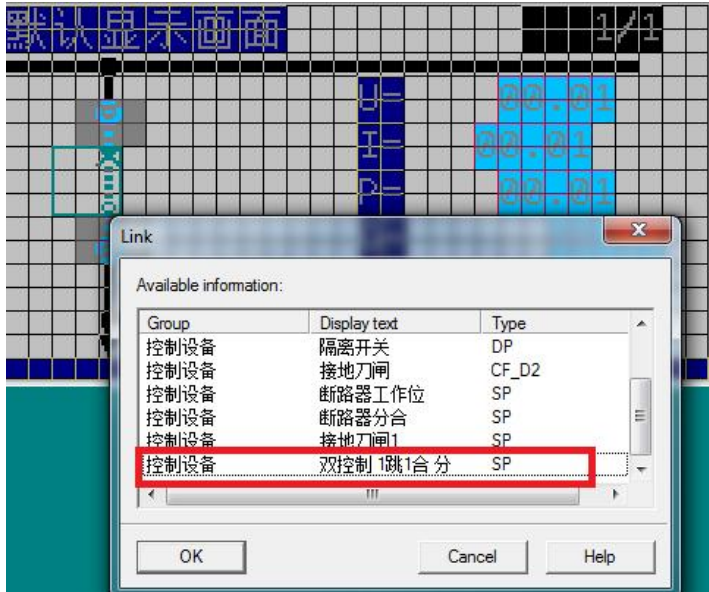 默认显示画面 1/1
U= 00.01
I= 00.01
P= 00.01
Link
Available information:
Group Display text Type
控制设备 隔离开关 DP
控制设备 接地刀闸 CF_D2
控制设备 断路器工作位 SP
控制设备 断路器分合 SP
控制设备 接地刀闸1 SP
控制设备 双控制 1跳1合 分 SP
OK Cancel Help